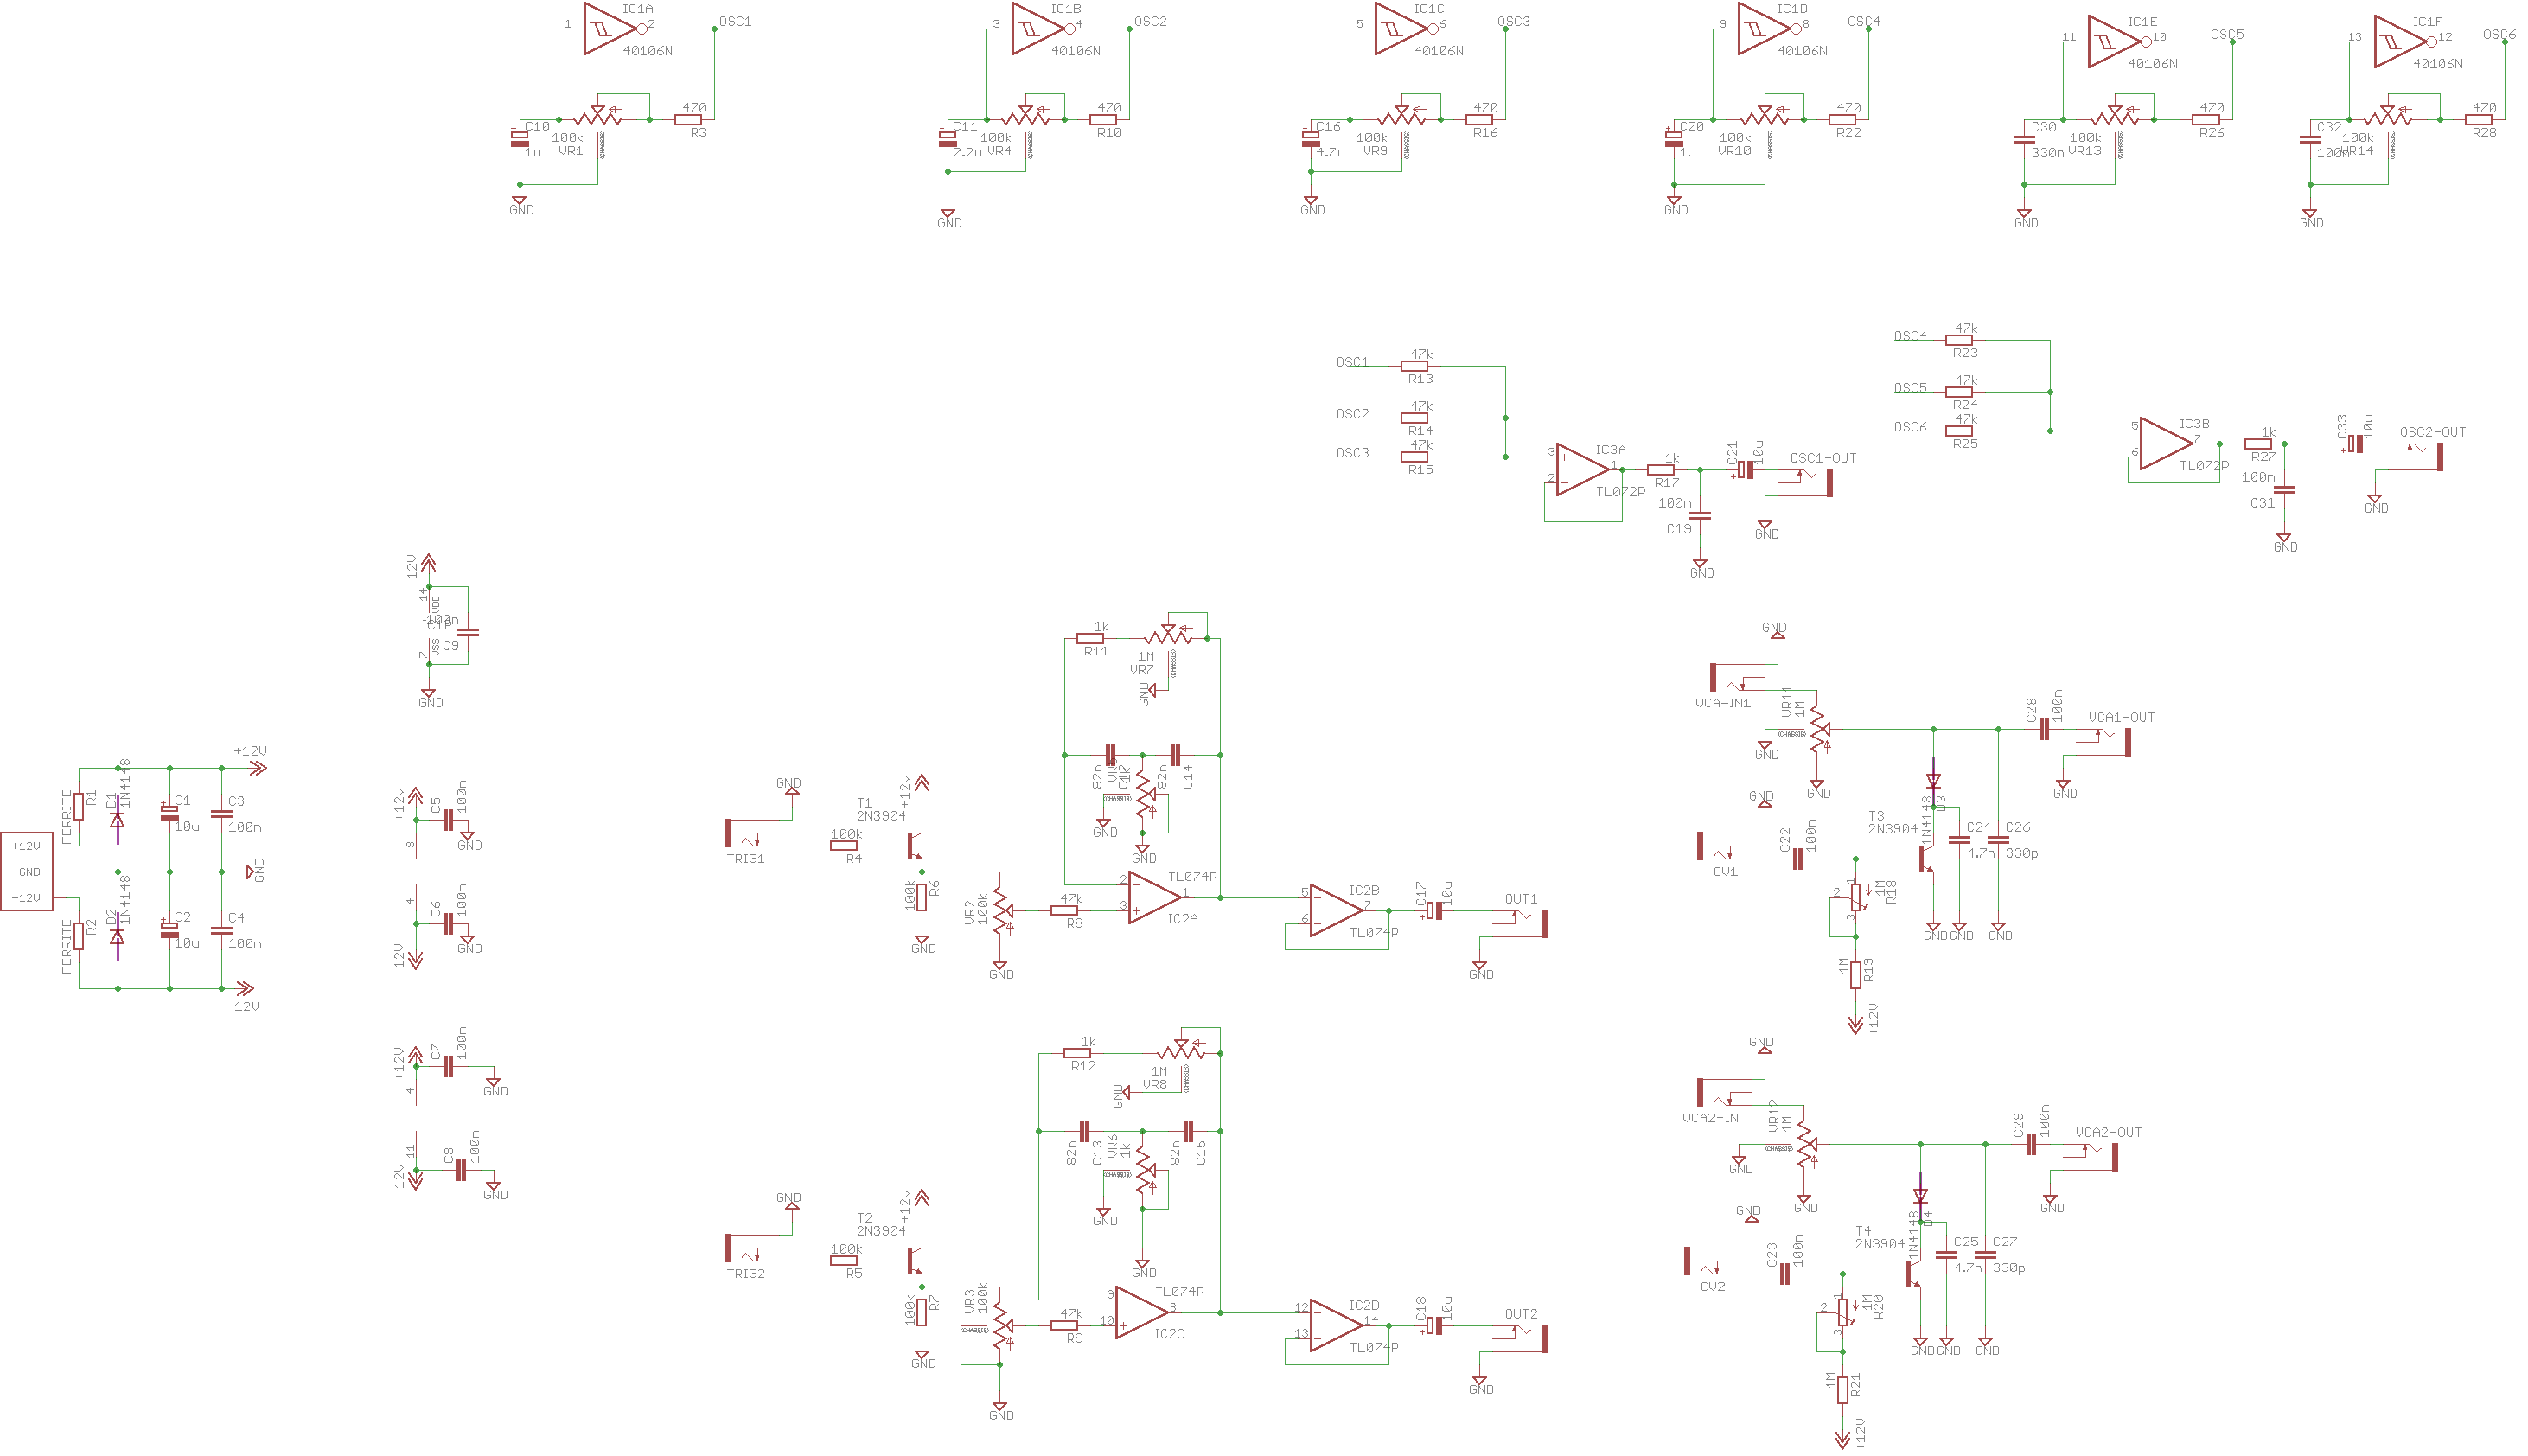 IC1A
1
2
OSC1
40106N
C10
1u
100k
VR1
470
R3
GND
IC1B
3
4
OSC2
40106N
C11
2.2u
100k
VR4
470
R10
GND
IC1C
5
6
OSC3
40106N
C16
4.7u
100k
VR9
470
R16
GND
IC1D
9
8
OSC4
40106N
C20
1u
100k
VR10
470
R22
GND
IC1E
11
10
OSC5
40106N
C30
330n
100k
VR13
470
R26
GND
IC1F
13
12
OSC6
40106N
C32
100n
100k
VR14
470
R28
GND
OSC1
47k
R13
OSC2
47k
R14
OSC3
47k
R15
IC3A
3
2
1
TL072P
1k
R17
100n
C19
GND
C21
10u
OSC1-OUT
GND
OSC4
47k
R23
OSC5
47k
R24
OSC6
47k
R25
IC3B
5
6
7
TL072P
1k
R27
100n
C31
GND
C33
10u
OSC2-OUT
GND
+12V
14
VDD
100n
IC1P
VSS
7
C9
GND
+12V
FERRITE
R1
D1
1N4148
C1
10u
C3
100n
+12V
GND
-12V
GND
FERRITE
R2
D2
1N4148
C2
10u
C4
100n
-12V
+12V
C5
100n
GND
8
4
C6
100n
GND
-12V
+12V
C7
100n
GND
4
11
C8
100n
GND
-12V
1k
R11
1M
VR7
GND
82n
C12
1k
82n
C14
(CHASSIS)
GND
GND
GND
TRIG1
100k
R4
T1
2N3904
+12V
100k
R6
GND
VR2
100k
GND
47k
R8
2
3
1
TL074P
IC2A
5
6
7
IC2B
TL074P
C17
10u
OUT1
GND
1k
R12
1M
VR8
GND
82n
C13
VR6
1k
82n
C15
(CHASSIS)
GND
GND
GND
TRIG2
100k
R5
T2
2N3904
+12V
100k
R7
GND
VR3
100k
(CHASSIS)
GND
47k
R9
9
10
8
TL074P
IC2C
12
13
14
IC2D
TL074P
C18
10u
OUT2
GND
GND
VCA-IN1
VR11
1M
(CHASSIS)
GND
GND
C28
100n
VCA1-OUT
GND
GND
CV1
C22
100n
T3
2N3904
1N4148
D3
C24
4.7n
C26
330p
1
2
3
1M
R18
GND
GND
GND
1M
R19
+12V
GND
VCA2-IN
VR12
1M
(CHASSIS)
GND
GND
C29
100n
VCA2-OUT
GND
GND
CV2
C23
100n
T4
2N3904
1N4148
D4
C25
4.7n
C27
330p
1
2
3
1M
R20
GND
GND
GND
1M
R21
+12V